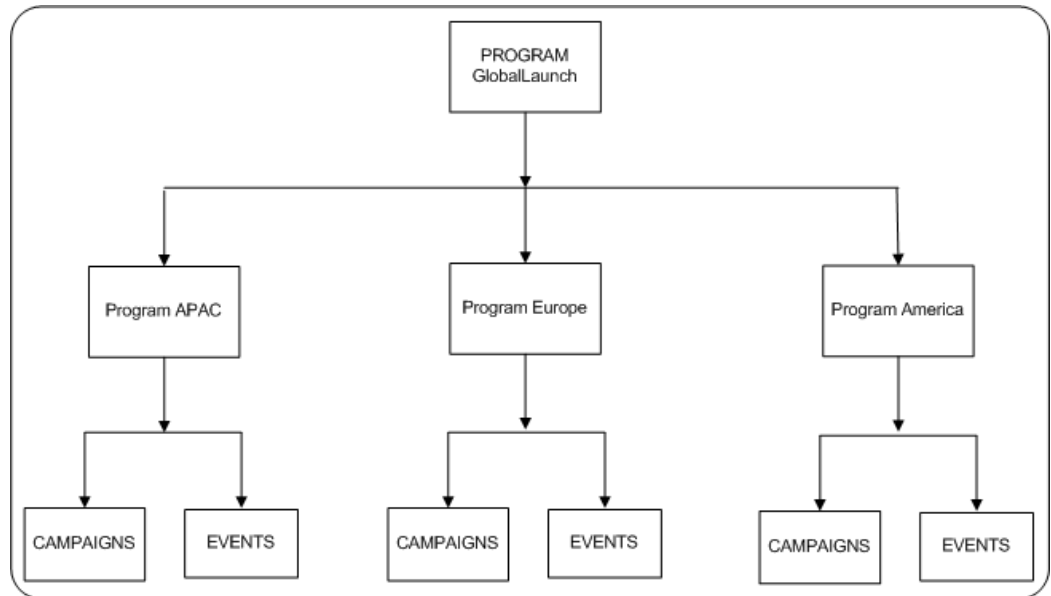 PROGRAM
GlobalLaunch
Program APAC
Program Europe
Program America
CAMPAIGNS
EVENTS
CAMPAIGNS
EVENTS
CAMPAIGNS
EVENTS